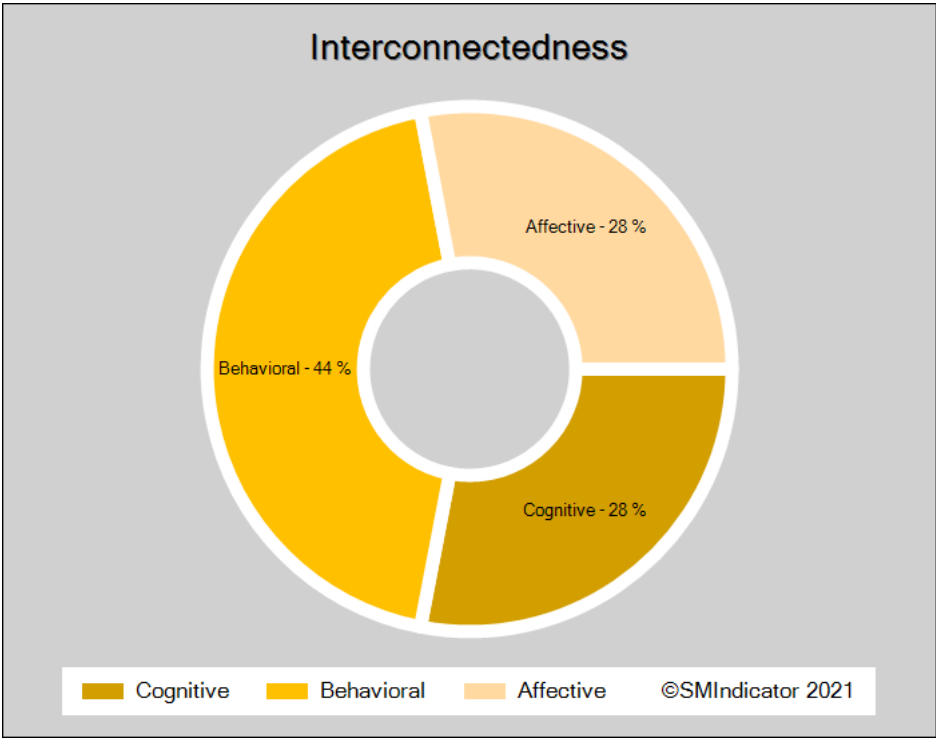 Interconnectedness
Affective - 28 %
Behavioral - 44 %
Cognitive - 28 %
Cognitive Behavioral Affective ©SMIndicator 2021